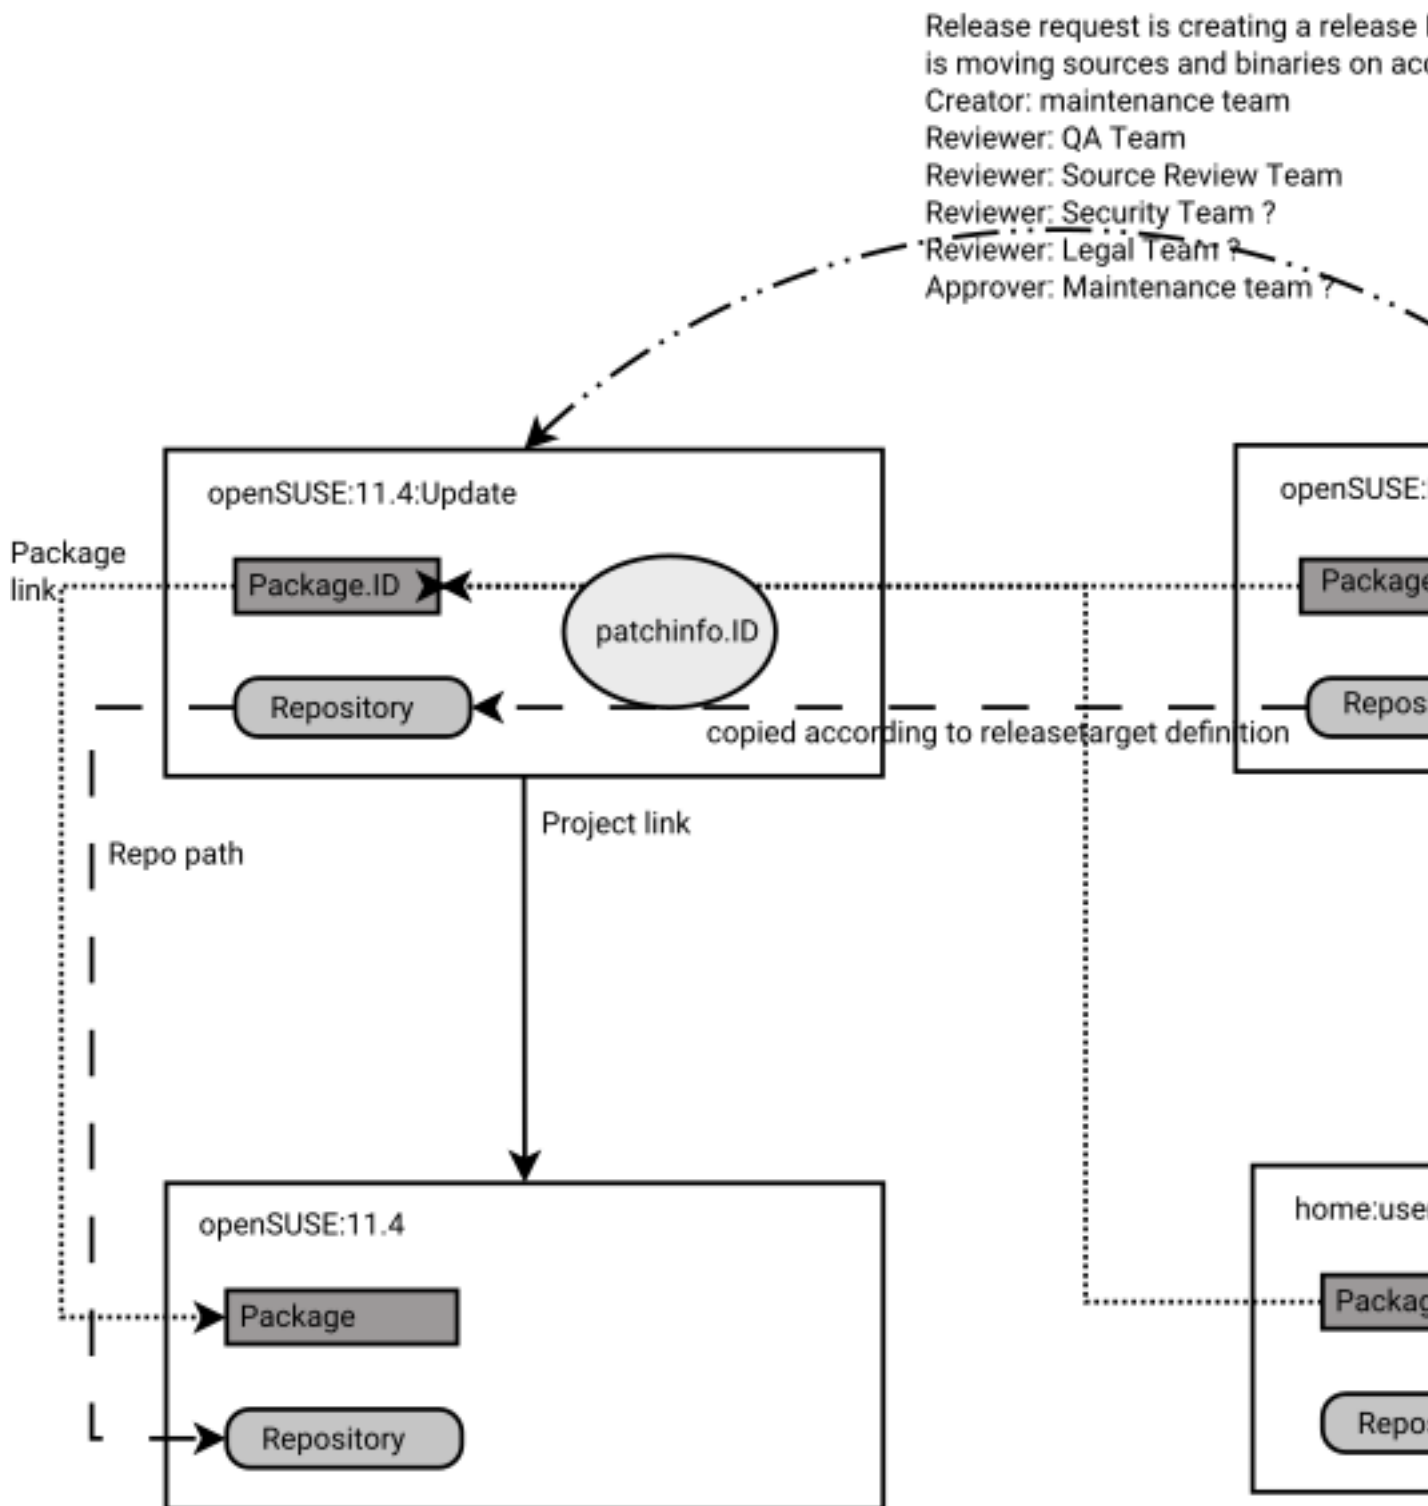 Release request is creating a release
is moving sources and binaries on
Creator: maintenance team
Reviewer: QA Team
Reviewer: Source Review Team
Reviewer: Security Team ?
Reviewer: Legal Team ?
Approver: Maintenance team ?
openSUSE:11.4:Update
openSUSE:
Package
link
Package.ID
Package
patchinfo.ID
Repository
Repos
copied according to releasetarget definition
Project link
Repo path
openSUSE:11.4
home:user
Package
Packag
Repository
Repos